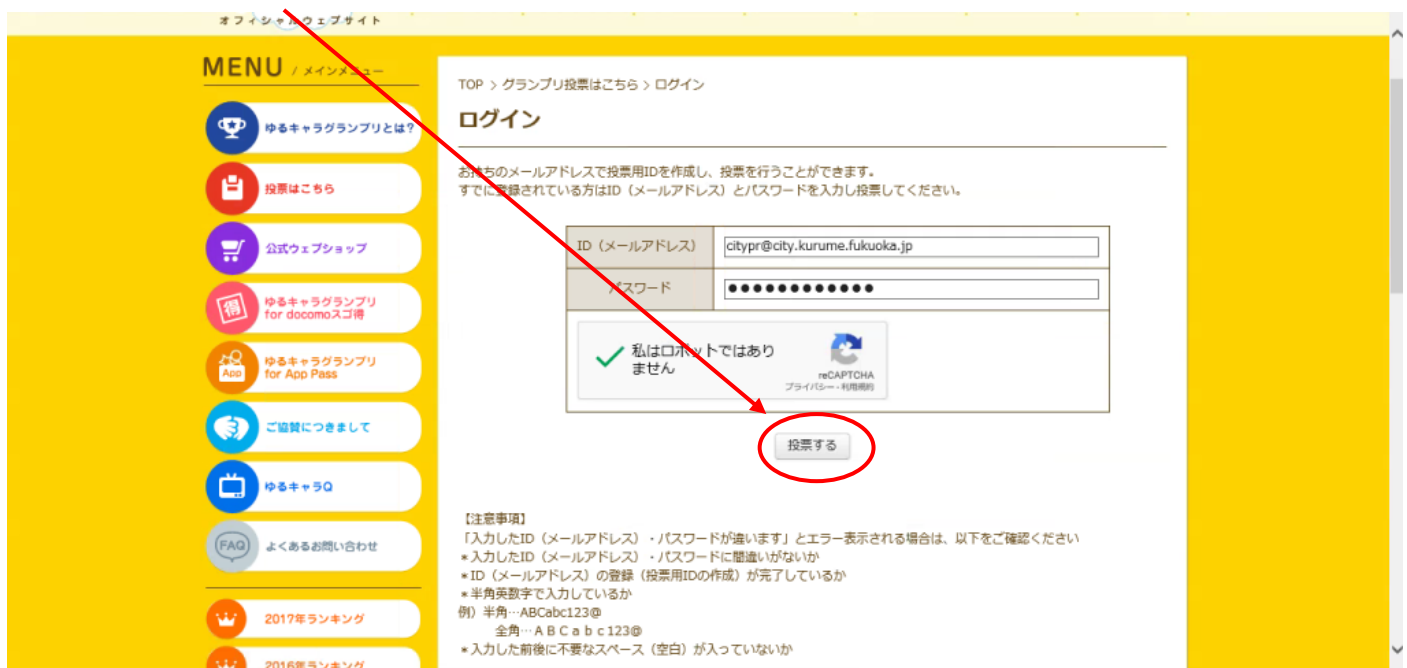 オフィシャルウェブサイト
MENU / メインメニュー
ゆるキャラグランプリとは?
投票はこちら
公式ウェブショップ
得
ゆるキャラグランプリ
for docomoスゴ得
App
ゆるキャラグランプリ
for App Pass
ご協賛につきまして
ゆるキャラQ
FAQ
よくあるお問い合わせ
2017年ランキング
2016年ランキング
TOP > グランプリ投票はこちら > ログイン
ログイン
お持ちのメールアドレスで投票用IDを作成し、投票を行うことができます。
すでに登録されている方はID(メールアドレス)とパスワードを入力し投票してください。
ID(メールアドレス)
citypr@city.kurume.fukuoka.jp
パスワード
●●●●●●●●●●●●
私はロボットではあり
ません
reCAPTCHA
プライバシー - 利用規約
投票する
【注意事項】
「入力したID(メールアドレス)・パスワードが違います」とエラー表示される場合は、以下をご確認ください
*入力したID(メールアドレス)・パスワードに間違いがないか
*ID(メールアドレス)の登録(投票用IDの作成)が完了しているか
*半角英数字で入力しているか
例)半角…ABCabc123@
全角…ABCabc123@
*入力した前後に不要なスペース(空白)が入っていないか